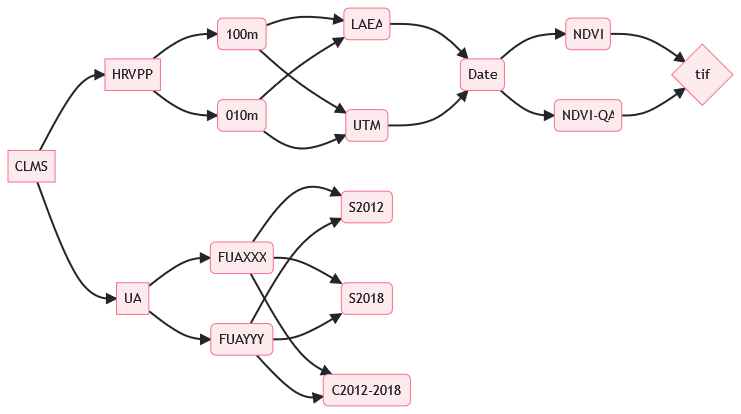 CLMS
HRVPP
100m
010m
LAEA
UTM
Date
NDVI
NDVI-QA
tif
UA
FUAXXX
FUAYYY
S2012
S2018
C2012-2018